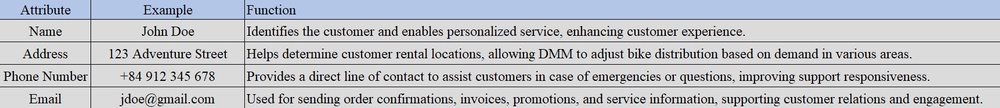 Attribute Example Function
Name John Doe Identifies the customer and enables personalized service, enhancing customer experience.
Address 123 Adventure Street Helps determine customer rental locations, allowing DMM to adjust bike distribution based on demand in various areas.
Phone Number +84 912 345 678 Provides a direct line of contact to assist customers in case of emergencies or questions, improving support responsiveness.
Email jdoe@gmail.com Used for sending order confirmations, invoices, promotions, and service information, supporting customer relations and engagement.